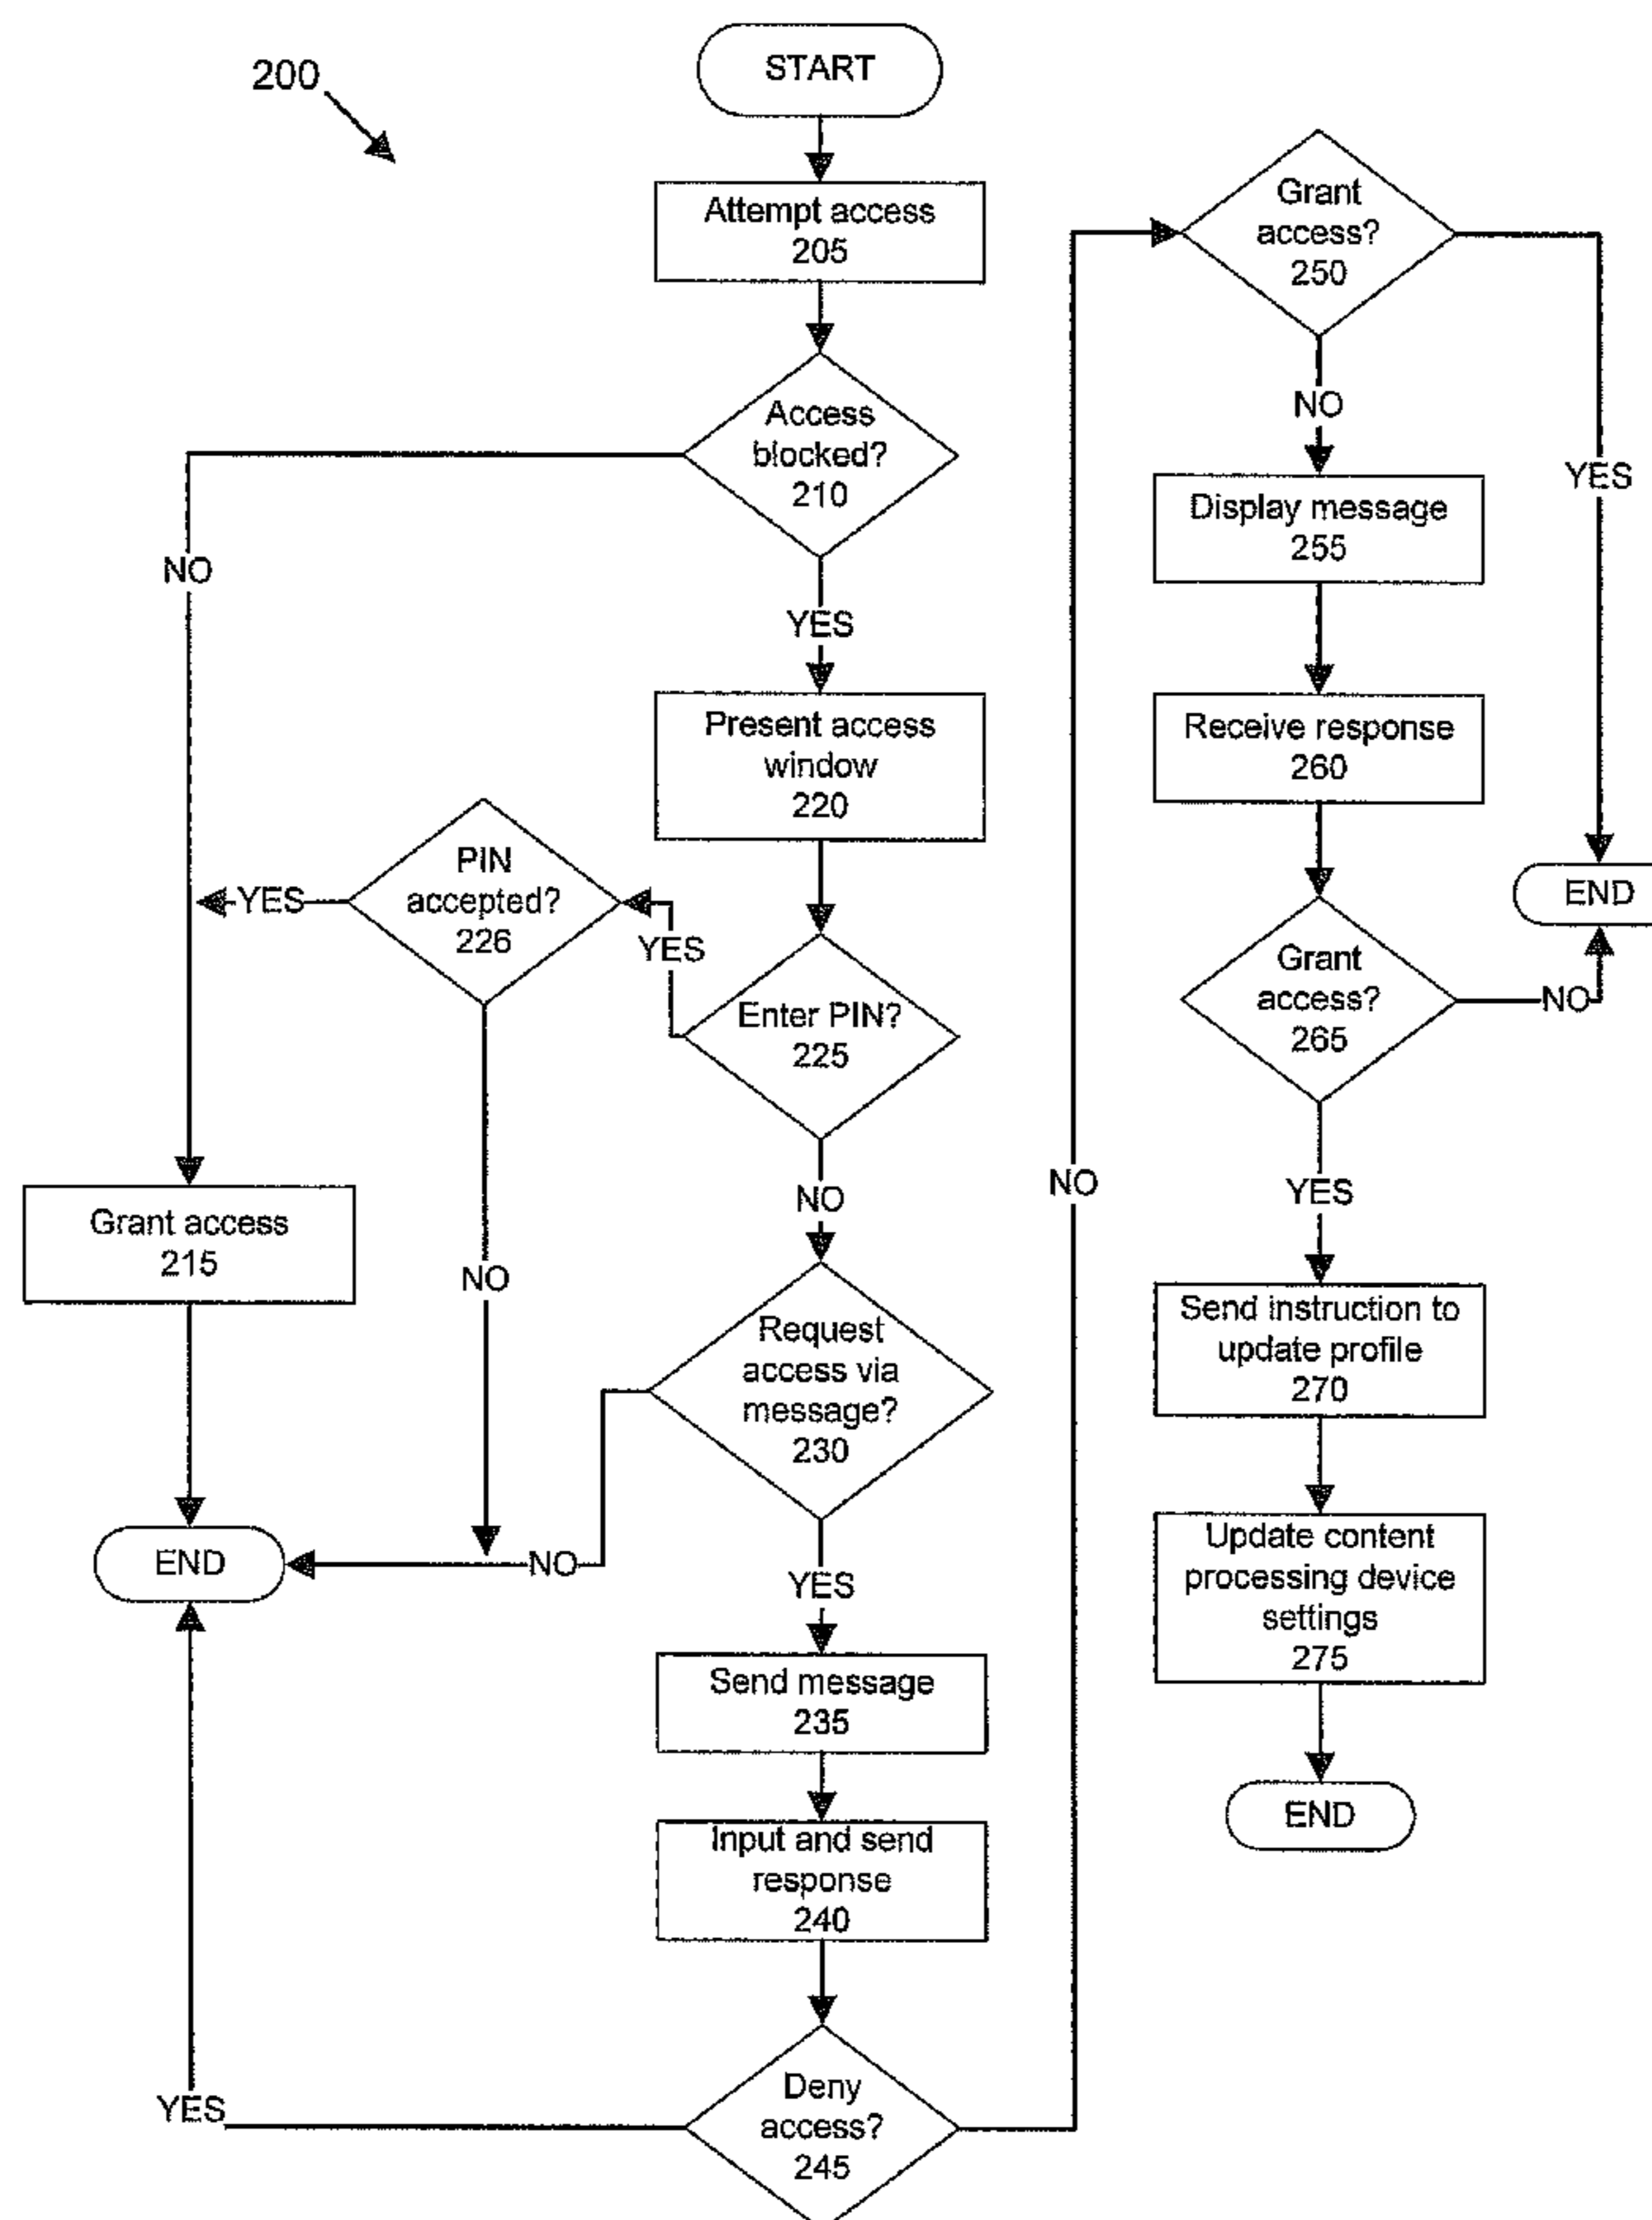 200
START
Attempt access
205
Access
blocked?
210
NO
YES
Present access
window
220
PIN
accepted?
226
YES
YES
Enter PIN?
225
NO
NO
Grant access
215
Request
access via
message?
230
END
NO
YES
Send message
235
Input and send
response
240
Deny
access?
245
YES
NO
Grant
access?
250
NO
YES
Display message
255
Receive response
260
END
Grant
access?
265
NO
YES
Send instruction to
update profile
270
Update content
processing device
settings
275
END